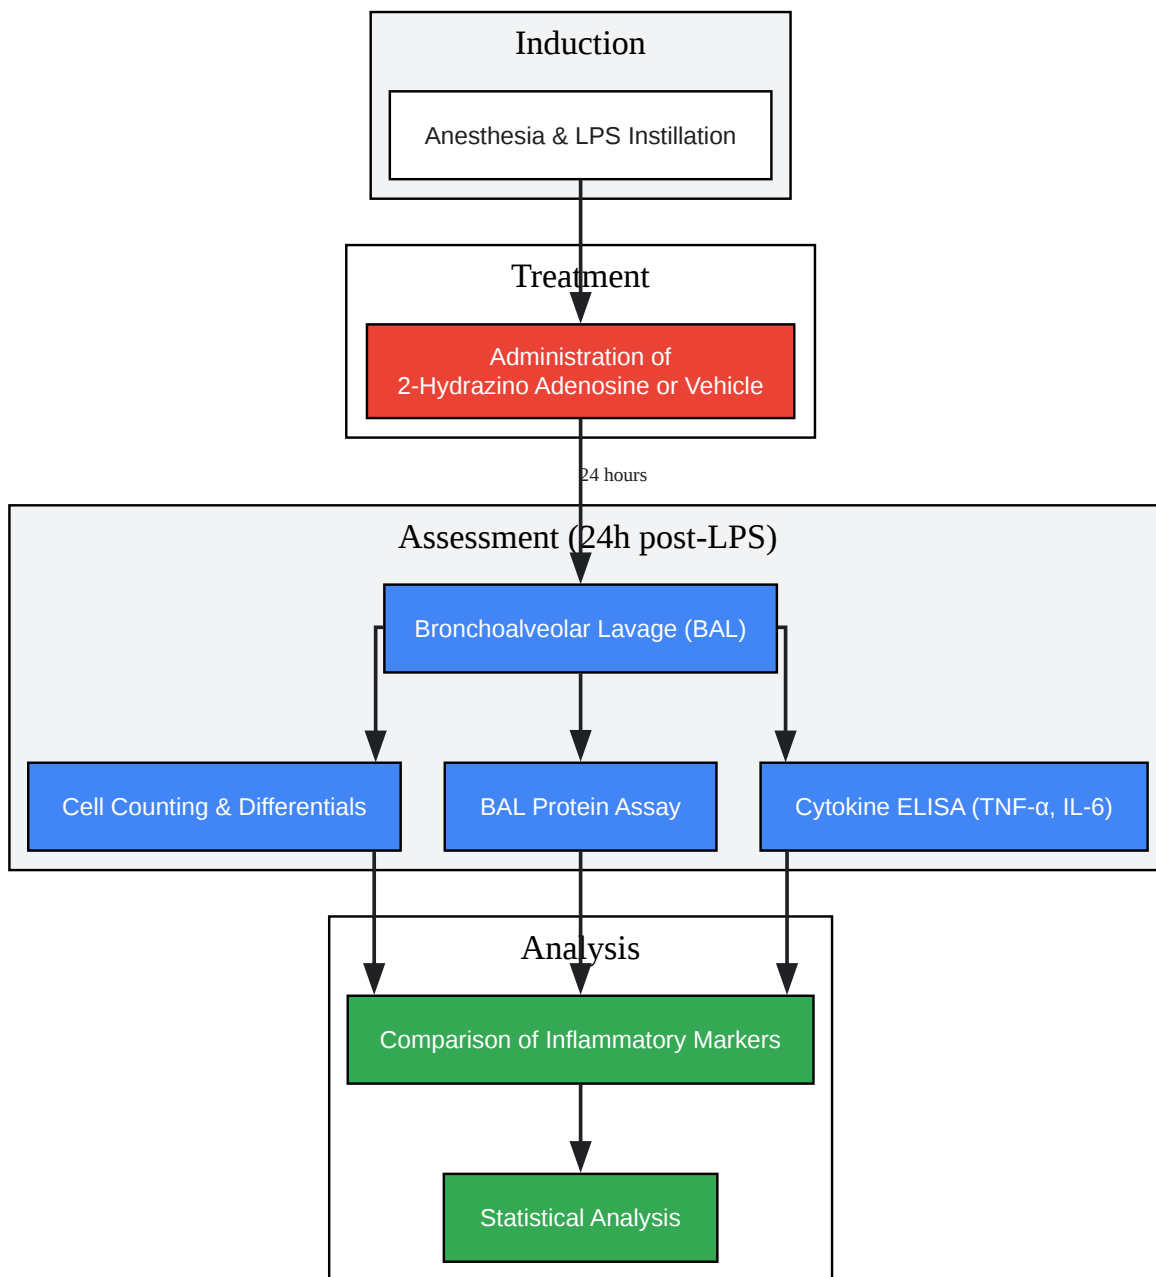 Induction
Anesthesia & LPS Instillation
Treatment
Administration of
2-Hydrazino Adenosine or Vehicle
24 hours
Assessment (24h post-LPS)
Bronchoalveolar Lavage (BAL)
Cell Counting & Differentials
BAL Protein Assay
Cytokine ELISA (TNF-α, IL-6)
Analysis
Comparison of Inflammatory Markers
Statistical Analysis